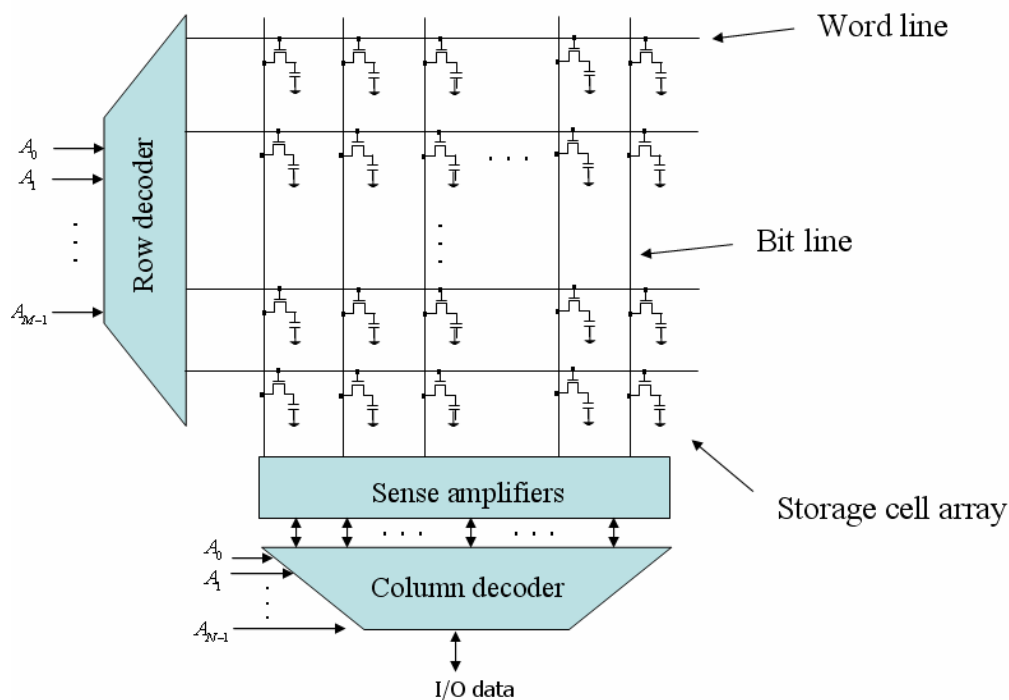 Word line
A0
A1
Row decoder
Bit line
AM-1
Sense amplifiers
Storage cell array
A0
A1
Column decoder
AN-1
I/O data